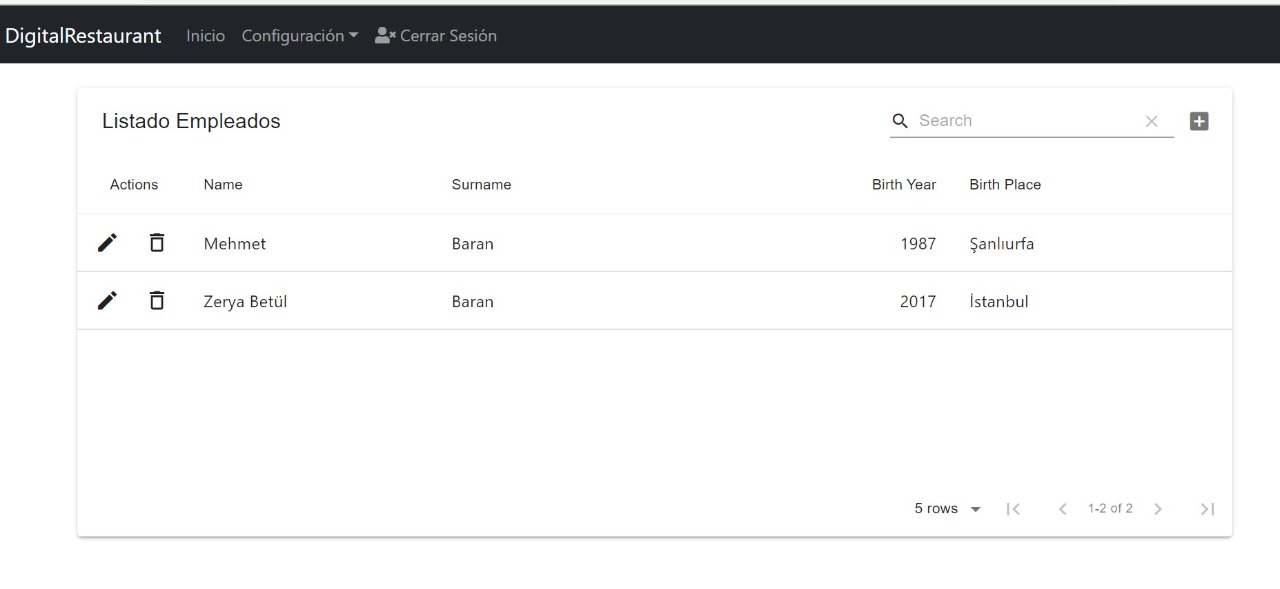 DigitalRestaurant Inicio Configuración Cerrar Sesión
Listado Empleados Search
Actions Name Surname Birth Year Birth Place
Mehmet Baran 1987 Şanlıurfa
Zerya Betül Baran 2017 İstanbul
5 rows 1-2 of 2